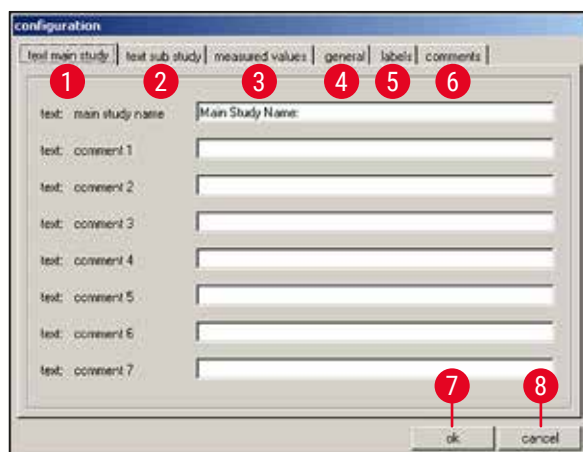 configuration
text main study text sub study measured values general labels comments
1 2 3 4 5 6
text: main study name Main Study Name:
text: comment 1
text: comment 2
text: comment 3
text: comment 4
text: comment 5
text: comment 6
text: comment 7
7 8
ok cancel